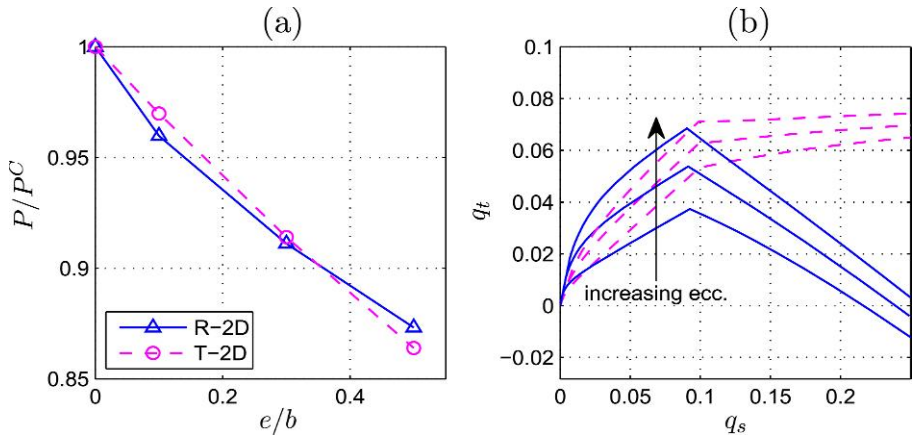 (a)
P/P^C
1
0.95
0.9
0.85
0
0.2
0.4
e/b
R−2D
T−2D
(b)
q_t
0.1
0.08
0.06
0.04
0.02
0
−0.02
increasing ecc.
0
0.05
0.1
0.15
0.2
q_s